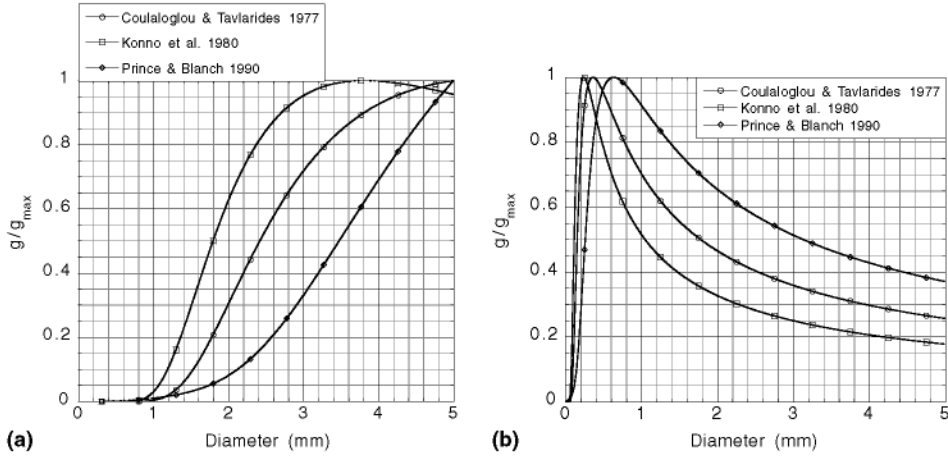 Coulaloglou & Tavlarides 1977
Konno et al. 1980
Prince & Blanch 1990
1
0.8
0.6
0.4
0.2
0
g/gmax
0
1
2
3
4
5
Diameter (mm)
(a)
Coulaloglou & Tavlarides 1977
Konno et al. 1980
Prince & Blanch 1990
1
0.8
0.6
0.4
0.2
0
g/gmax
0
1
2
3
4
5
Diameter (mm)
(b)